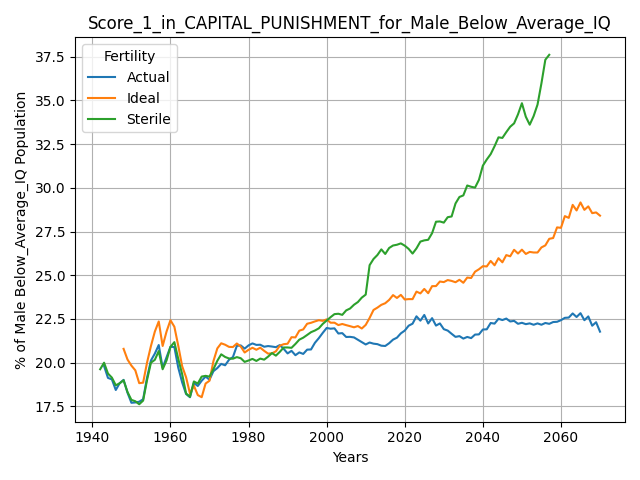 Score_1_in_CAPITAL_PUNISHMENT_for_Male_Below_Average_IQ
% of Male Below_Average_IQ Population
37.5
35.0
32.5
30.0
27.5
25.0
22.5
20.0
17.5
Fertility
Actual
Ideal
Sterile
1940 1960 1980 2000 2020 2040 2060
Years